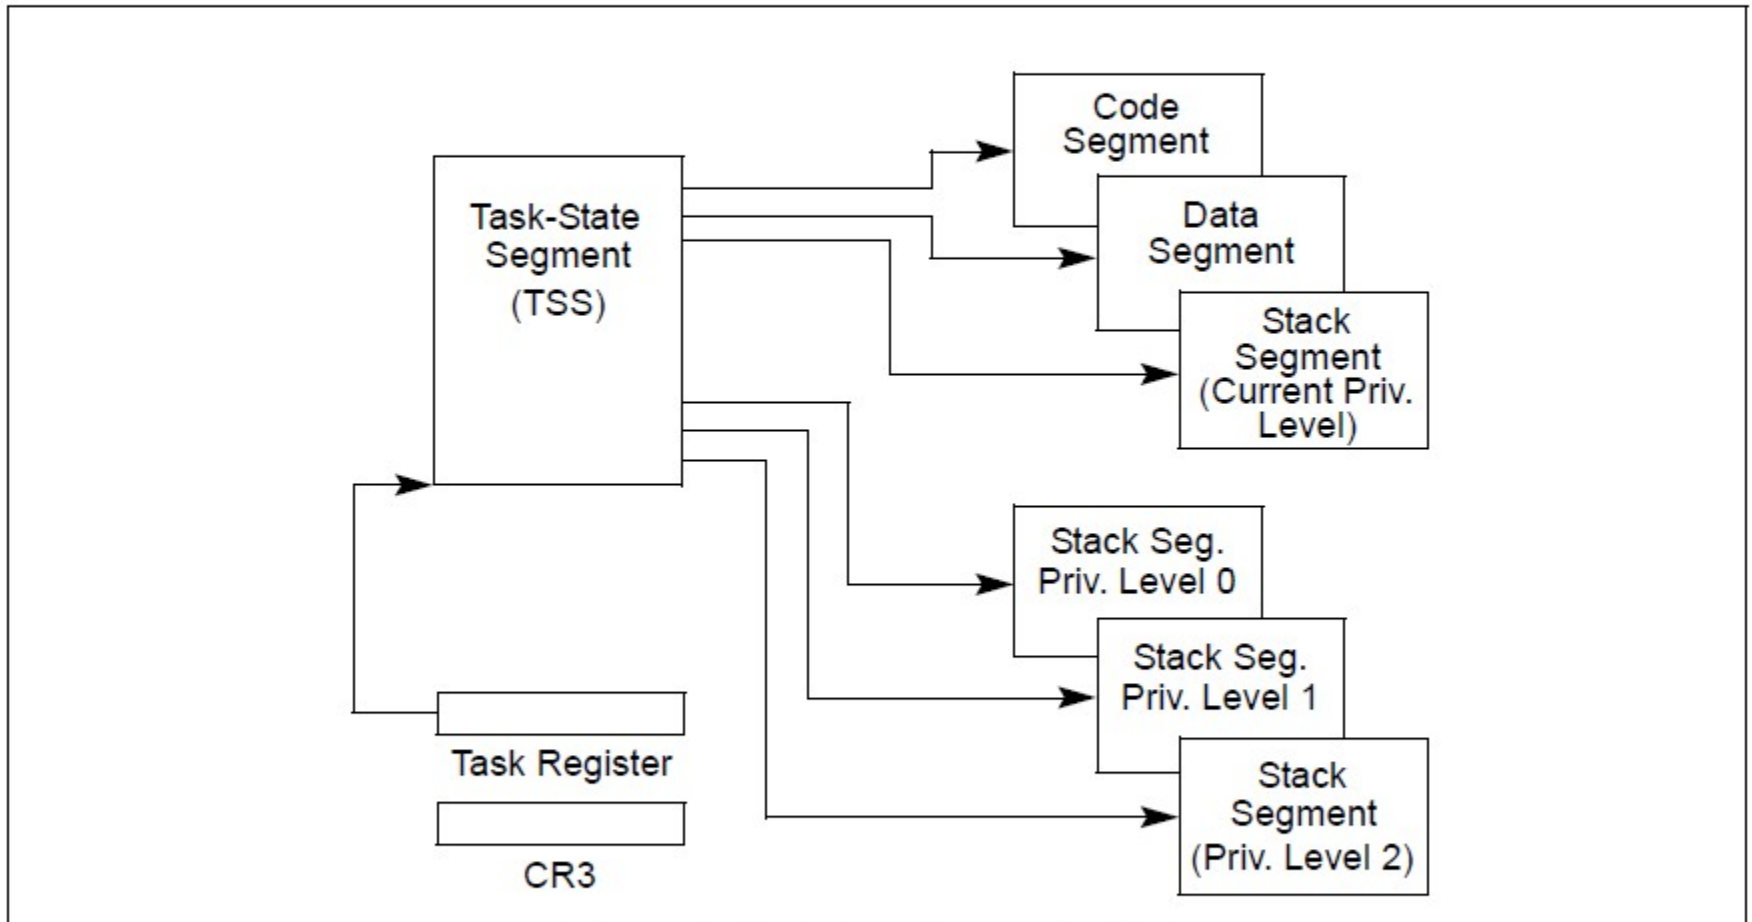 Code
Segment
Task-State
Segment
(TSS)
Data
Segment
Stack
Segment
(Current Priv.
Level)
Stack Seg.
Priv. Level 0
Stack Seg.
Priv. Level 1
Task Register
Stack
Segment
(Priv. Level 2)
CR3